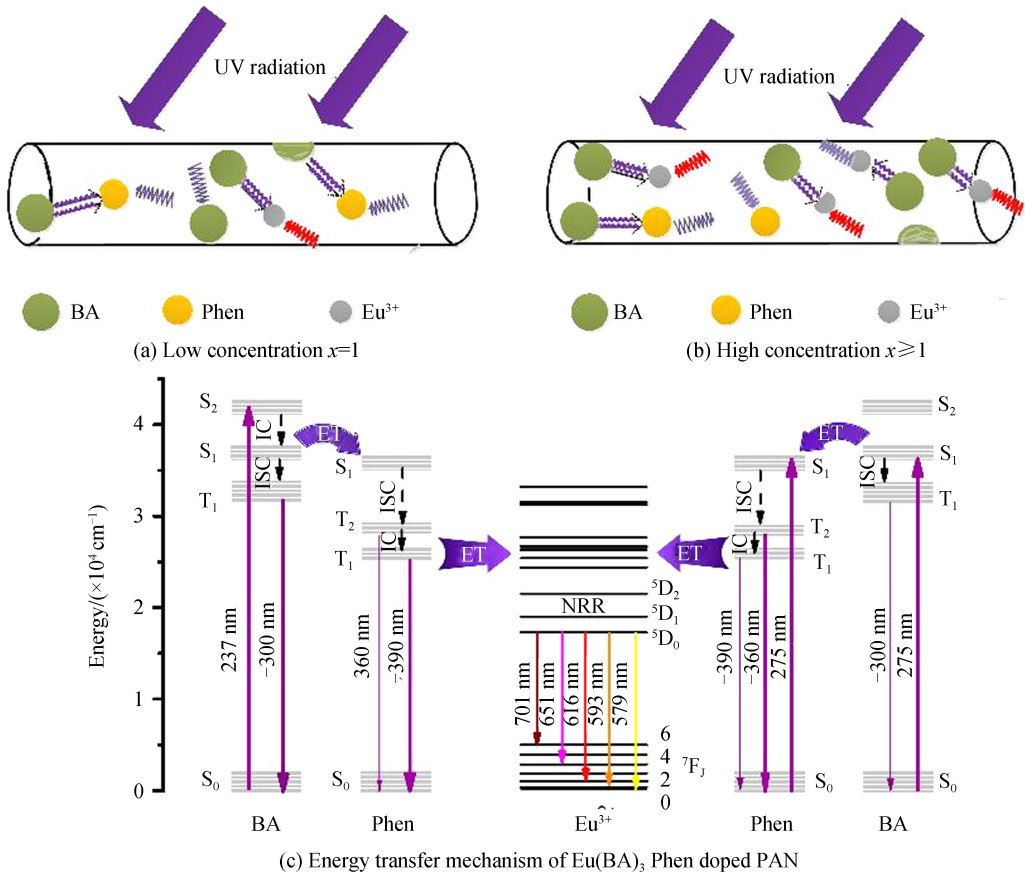 UV radiation
UV radiation
BA
Phen
Eu³⁺
BA
Phen
Eu³⁺
(a) Low concentration x=1
(b) High concentration x≥1
Energy/(×10⁴ cm⁻¹)
4
3
2
1
0
S₂
S₁
T₁
S₀
IC
ISC
ET
237 nm
−300 nm
BA
S₁
T₂
T₁
S₀
ISC
IC
ET
360 nm
−390 nm
Phen
⁵D₂
NRR
⁵D₁
⁵D₀
701 nm
651 nm
616 nm
593 nm
579 nm
6
4
2
0
⁷F_J
Eu³⁺
ET
S₁
T₂
T₁
S₀
ISC
IC
−390 nm
−360 nm
275 nm
Phen
ET
S₂
S₁
T₁
S₀
ISC
−300 nm
275 nm
BA
(c) Energy transfer mechanism of Eu(BA)₃ Phen doped PAN